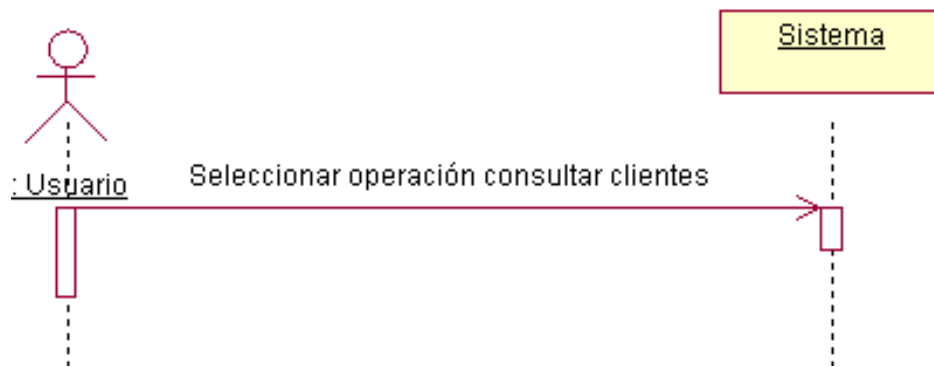 Sistema
: Usuario
Seleccionar operación consultar clientes